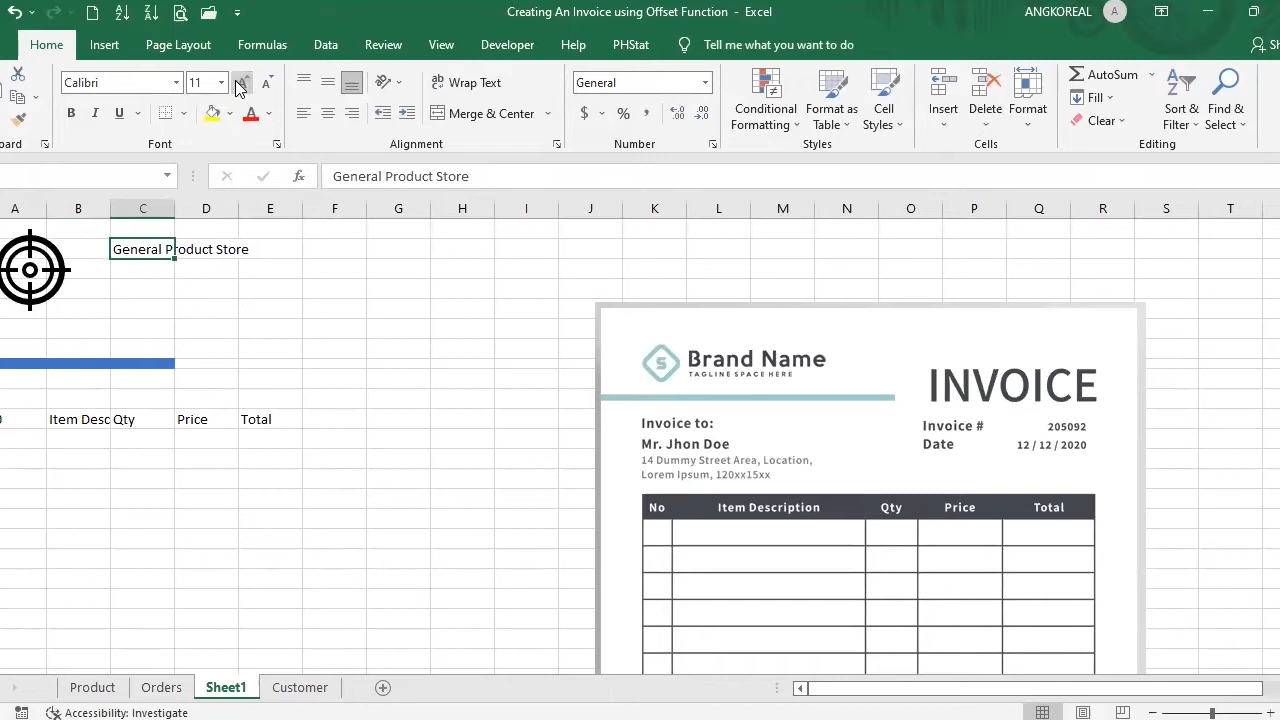 Creating An Invoice using Offset Function - Excel
ANGKOREAL A
Home Insert Page Layout Formulas Data Review View Developer Help PHStat Tell me what you want to do
Calibri 11 A A ab Wrap Text General AutoSum
B I U A Merge & Center $ % , Conditional Formatting Format as Table Cell Styles Insert Delete Format Fill Clear Sort & Filter Find & Select
Font Alignment Number Styles Cells Editing
fx General Product Store
A B C D E F G H I J K L M N O P Q R S T
General Product Store
Item Desc Qty Price Total
S Brand Name
TAGLINE SPACE HERE
INVOICE
Invoice to:
Invoice # 205092
Mr. Jhon Doe
Date 12 / 12 / 2020
14 Dummy Street Area, Location,
Lorem Ipsum, 120xx15xx
No Item Description Qty Price Total
Product Orders Sheet1 Customer
Accessibility: Investigate